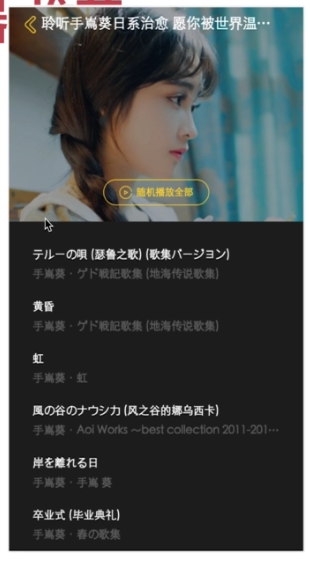 聆听手嶌葵日系治愈 愿你被世界温…
随机播放全部
テルーの唄 (瑟鲁之歌) (歌集バージヨン)
手嶌葵 · ゲド戦記歌集 (地海传说歌集)
黄昏
手嶌葵 · ゲド戦記歌集 (地海传说歌集)
虹
手嶌葵 · 虹
風の谷のナウシカ (风之谷的娜乌西卡)
手嶌葵 · Aoi Works ～best collection 2011-201…
岸を離れる日
手嶌葵 · 手嶌 葵
卒业式 (毕业典礼)
手嶌葵 · 春の歌集